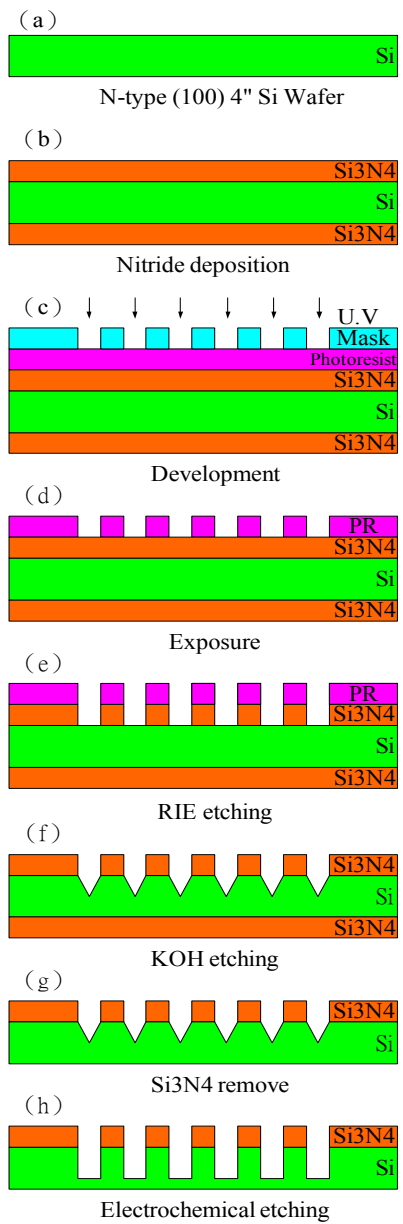 (a)
Si
N-type (100) 4" Si Wafer
(b)
Si3N4
Si
Si3N4
Nitride deposition
(c)
U.V
Mask
Photoresist
Si3N4
Si
Si3N4
Development
(d)
PR
Si3N4
Si
Si3N4
Exposure
(e)
PR
Si3N4
Si
Si3N4
RIE etching
(f)
Si3N4
Si
Si3N4
KOH etching
(g)
Si3N4
Si
Si3N4 remove
(h)
Si3N4
Si
Electrochemical etching